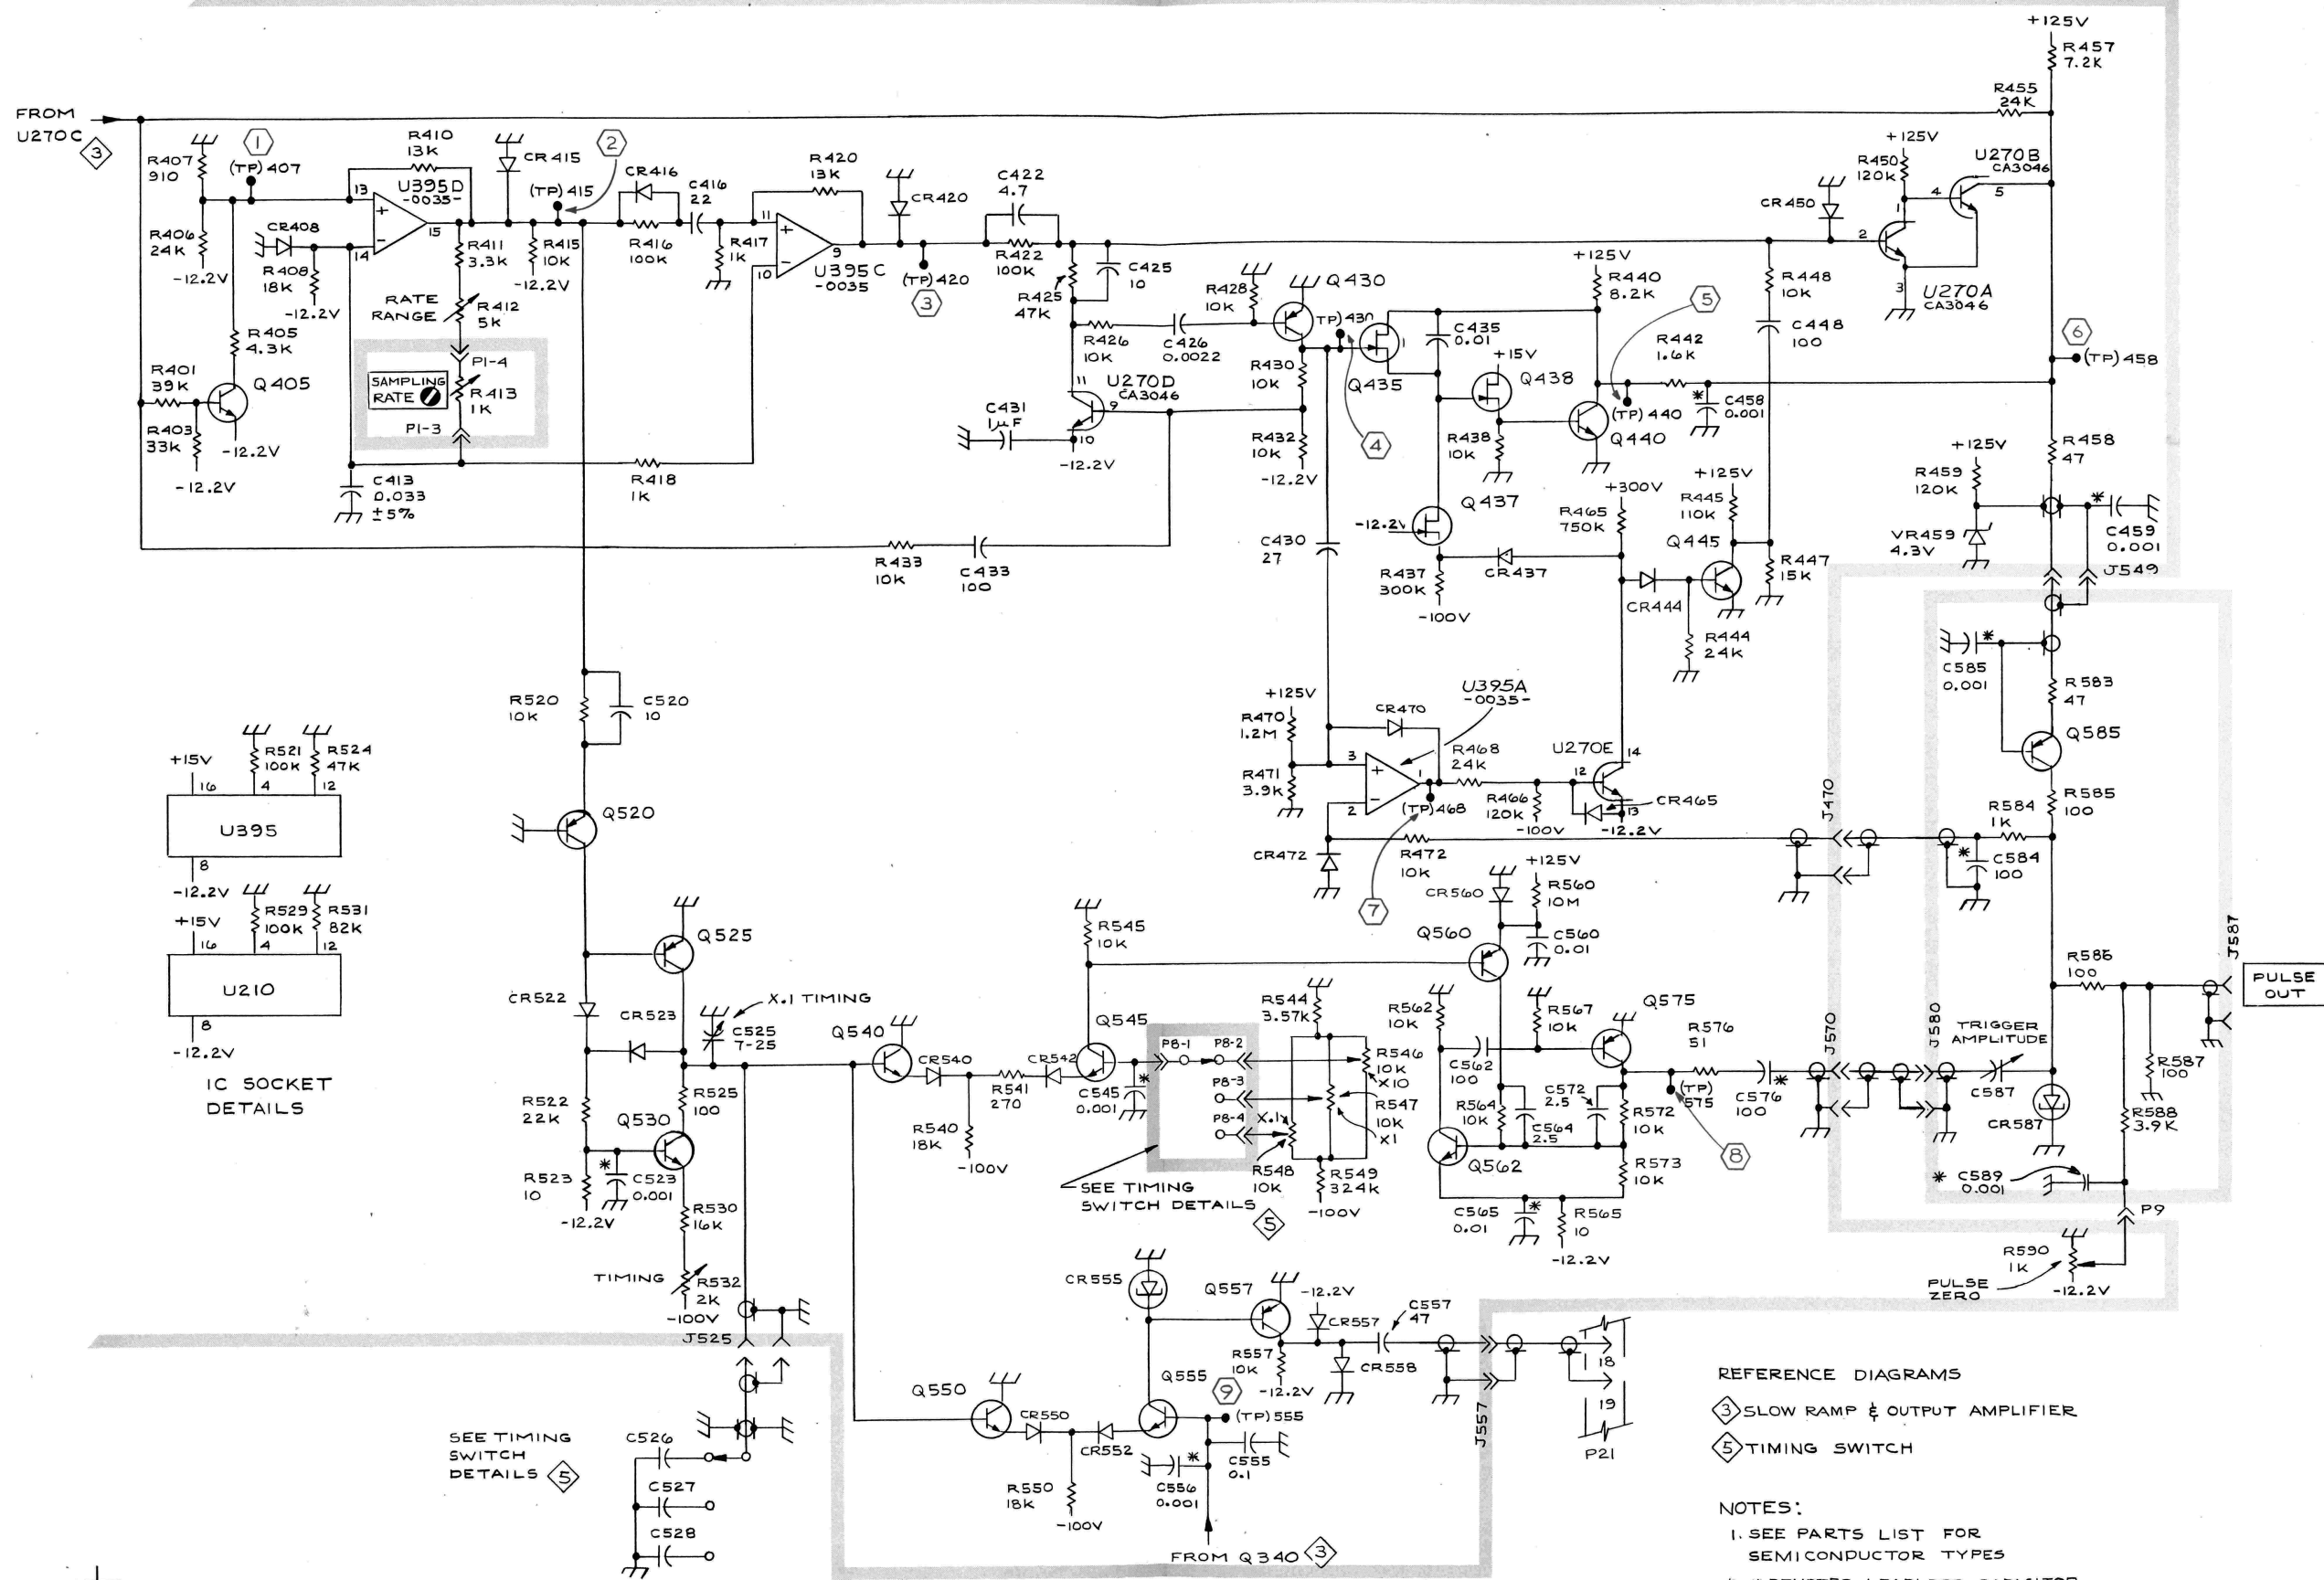 +125V
R457
7.2K
R455
24K
FROM
U270C
3
R407
910
1
(TP) 407
R410
13K
U395D
-0035-
13
14
15
CR415
2
(TP) 415
CR416
C416
22
R420
13K
CR420
C422
4.7
+125V
R450
120K
U270B
CA3046
4
5
CR450
1
2
3
U270A
CA3046
R406
24K
-12.2V
CR408
R408
18K
-12.2V
R411
3.3K
R415
10K
-12.2V
R416
100K
R417
1K
11
10
9
U395C
-0035
(TP) 420
3
R422
100K
C425
10
R425
47K
R428
10K
Q430
(TP) 430
+125V
R440
8.2K
5
R448
10K
C448
100
RATE
RANGE
R412
5K
P1-4
SAMPLING
RATE
R413
1K
P1-3
R405
4.3K
R401
39K
Q405
R403
33K
-12.2V
-12.2V
C413
0.033
±5%
R418
1K
R426
10K
C426
0.0022
11
U270D
CA3046
9
10
-12.2V
C431
1µF
R430
10K
R432
10K
-12.2V
1
Q435
C435
0.01
+15V
Q438
R438
10K
4
(TP) 440
Q440
R442
1.6K
*
C458
0.001
6
(TP) 458
R458
47
+125V
R459
120K
VR459
4.3V
*
C459
0.001
J549
R433
10K
C433
100
C430
27
-12.2V
Q437
R437
300K
-100V
CR437
+300V
R465
750K
+125V
R445
110K
Q445
CR444
R444
24K
R447
15K
*
C585
0.001
R583
47
Q585
R585
100
R584
1K
*
C584
100
J470
R520
10K
C520
10
Q520
+125V
R470
1.2M
R471
3.9K
CR470
U395A
-0035-
3
2
1
(TP) 468
R468
24K
R466
120K
-100V
U270E
12
14
13
CR465
-12.2V
CR472
R472
10K
7
+15V
R521
100K
R524
47K
16
4
12
U395
8
-12.2V
+15V
R529
100K
R531
82K
16
4
12
U210
8
-12.2V
IC SOCKET
DETAILS
Q525
CR522
CR523
X.1 TIMING
C525
7-25
R522
22K
Q530
R525
100
R523
10
-12.2V
*
C523
0.001
R530
16K
TIMING
R532
2K
-100V
J525
Q540
CR540
R541
270
CR542
R540
18K
-100V
R545
10K
Q545
C545
0.001
*
P8-1
P8-2
P8-3
P8-4
X.1
SEE TIMING
SWITCH DETAILS
5
R544
3.57K
R546
10K
X10
R547
10K
X1
R548
10K
R549
324K
-100V
CR560
+125V
R560
10M
Q560
C560
0.01
R562
10K
C562
100
R567
10K
Q575
R576
51
R564
10K
C564
2.5
C572
2.5
R572
10K
(TP)
575
C576
100
*
Q562
R573
10K
8
C565
0.01
*
R565
10
-12.2V
J570
J580
TRIGGER
AMPLITUDE
C587
CR587
R586
100
J587
PULSE
OUT
R587
100
R588
3.9K
* C589
0.001
P9
R590
1K
PULSE
ZERO
-12.2V
SEE TIMING
SWITCH
DETAILS
5
C526
C527
C528
CR555
Q557
-12.2V
CR557
C557
47
R557
10K
-12.2V
CR558
Q550
CR550
CR552
Q555
9
(TP) 555
R550
18K
-100V
*
C556
0.001
C555
0.1
FROM Q340
3
J557
18
19
P21
REFERENCE DIAGRAMS
3 SLOW RAMP & OUTPUT AMPLIFIER
5 TIMING SWITCH
NOTES:
1. SEE PARTS LIST FOR
SEMICONDUCTOR TYPES